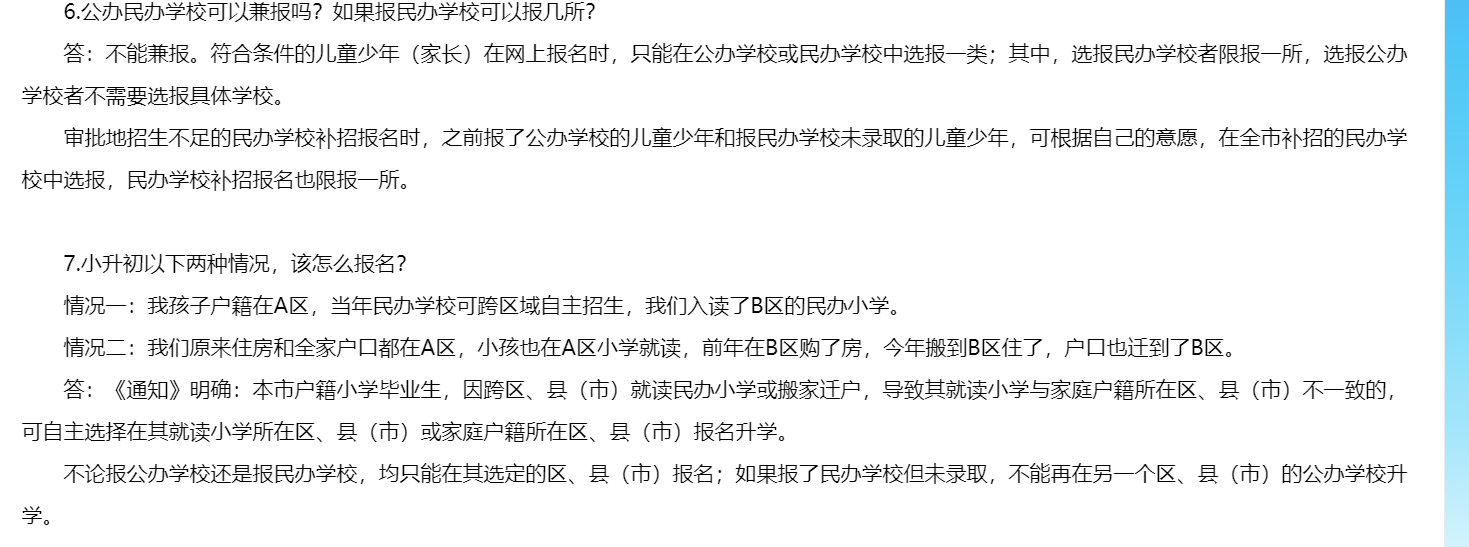 6.公办民办学校可以兼报吗？如果报民办学校可以报几所？
答：不能兼报。符合条件的儿童少年（家长）在网上报名时，只能在公办学校或民办学校中选报一类；其中，选报民办学校者限报一所，选报公办
学校者不需要选报具体学校。
审批地招生不足的民办学校补招报名时，之前报了公办学校的儿童少年和报民办学校未录取的儿童少年，可根据自己的意愿，在全市补招的民办学
校中选报，民办学校补招报名也限报一所。
7.小升初以下两种情况，该怎么报名？
情况一：我孩子户籍在A区，当年民办学校可跨区域自主招生，我们入读了B区的民办小学。
情况二：我们原来住房和全家户口都在A区，小孩也在A区小学就读，前年在B区购了房，今年搬到B区住了，户口也迁到了B区。
答：《通知》明确：本市户籍小学毕业生，因跨区、县（市）就读民办小学或搬家迁户，导致其就读小学与家庭户籍所在区、县（市）不一致的，
可自主选择在其就读小学所在区、县（市）或家庭户籍所在区、县（市）报名升学。
不论报公办学校还是报民办学校，均只能在其选定的区、县（市）报名；如果报了民办学校但未录取，不能再在另一个区、县（市）的公办学校升
学。